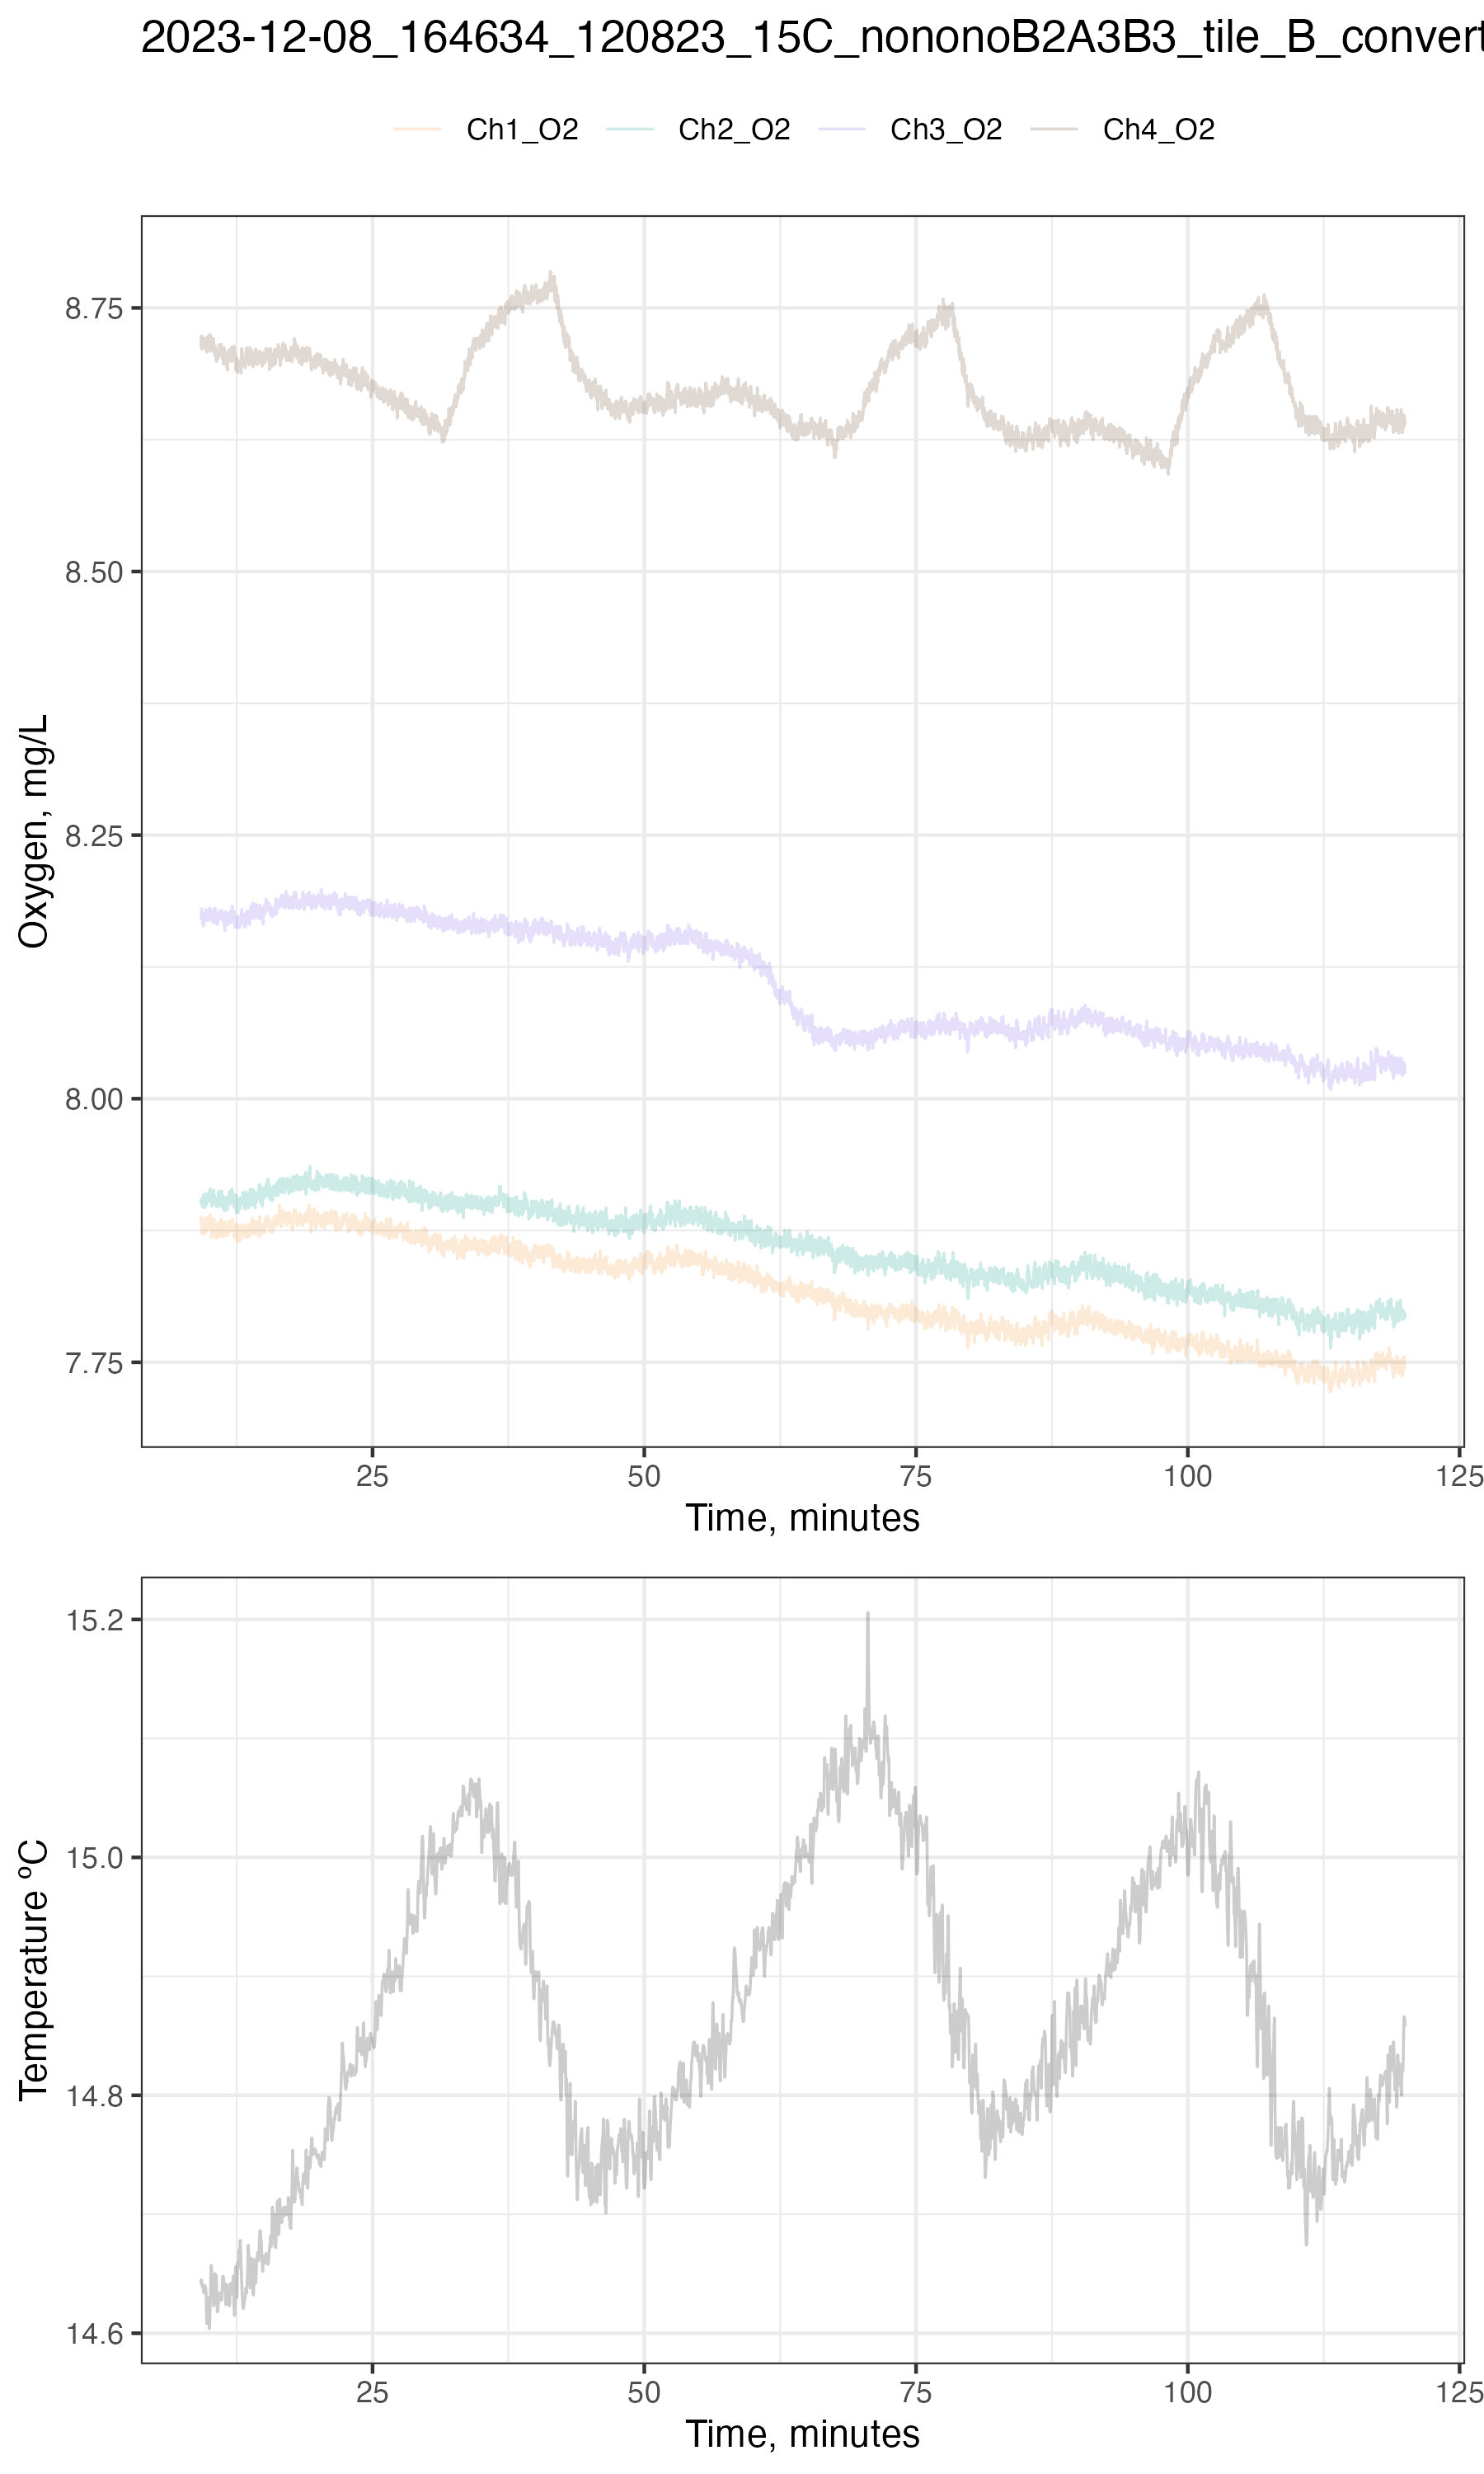 2023-12-08_164634_120823_15C_nononoB2A3B3_tile_B_convert
Ch1_O2 Ch2_O2 Ch3_O2 Ch4_O2
Oxygen, mg/L
8.75
8.50
8.25
8.00
7.75
25 50 75 100 125
Time, minutes
Temperature ºC
15.2
15.0
14.8
14.6
25 50 75 100 125
Time, minutes